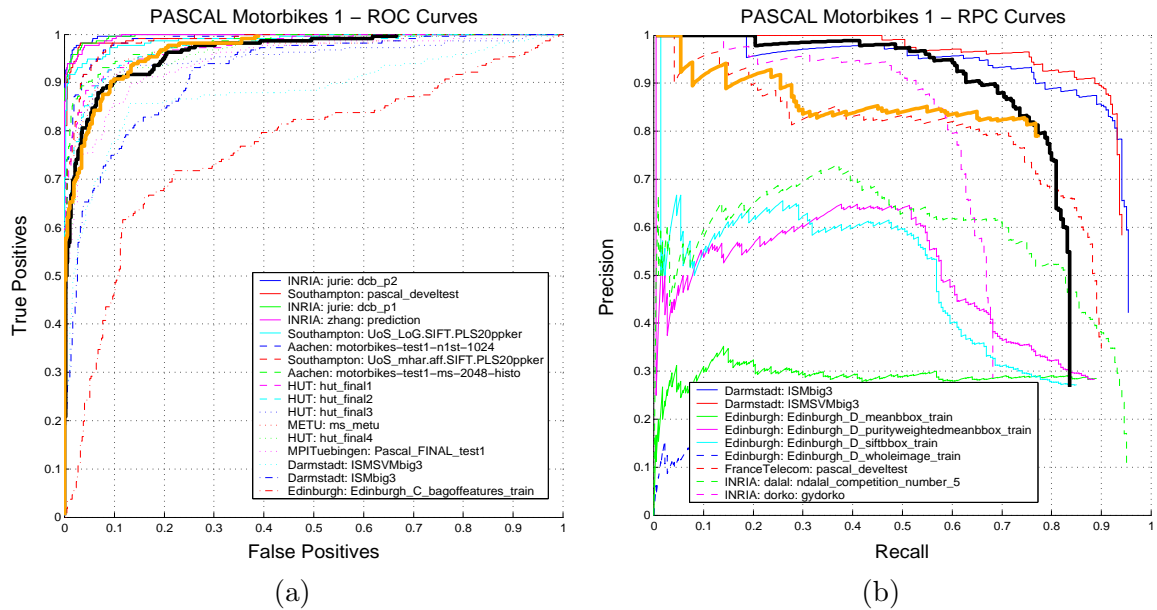 PASCAL Motorbikes 1 – ROC Curves
1
0.9
0.8
0.7
0.6
0.5
0.4
0.3
0.2
0.1
0
True Positives
INRIA: jurie: dcb_p2
Southampton: pascal_develtest
INRIA: jurie: dcb_p1
INRIA: zhang: prediction
Southampton: UoS_LoG.SIFT.PLS20ppker
Aachen: motorbikes−test1−n1st−1024
Southampton: UoS_mhar.aff.SIFT.PLS20ppker
Aachen: motorbikes−test1−ms−2048−histo
HUT: hut_final1
HUT: hut_final2
HUT: hut_final3
METU: ms_metu
HUT: hut_final4
MPITuebingen: Pascal_FINAL_test1
Darmstadt: ISMSVMbig3
Darmstadt: ISMbig3
Edinburgh: Edinburgh_C_bagoffeatures_train
0 0.1 0.2 0.3 0.4 0.5 0.6 0.7 0.8 0.9 1
False Positives
(a)
PASCAL Motorbikes 1 – RPC Curves
1
0.9
0.8
0.7
0.6
0.5
0.4
0.3
0.2
0.1
0
Precision
Darmstadt: ISMbig3
Darmstadt: ISMSVMbig3
Edinburgh: Edinburgh_D_meanbbox_train
Edinburgh: Edinburgh_D_purityweightedmeanbbox_train
Edinburgh: Edinburgh_D_siftbbox_train
Edinburgh: Edinburgh_D_wholeimage_train
FranceTelecom: pascal_develtest
INRIA: dalal: ndalal_competition_number_5
INRIA: dorko: gydorko
0 0.1 0.2 0.3 0.4 0.5 0.6 0.7 0.8 0.9 1
Recall
(b)